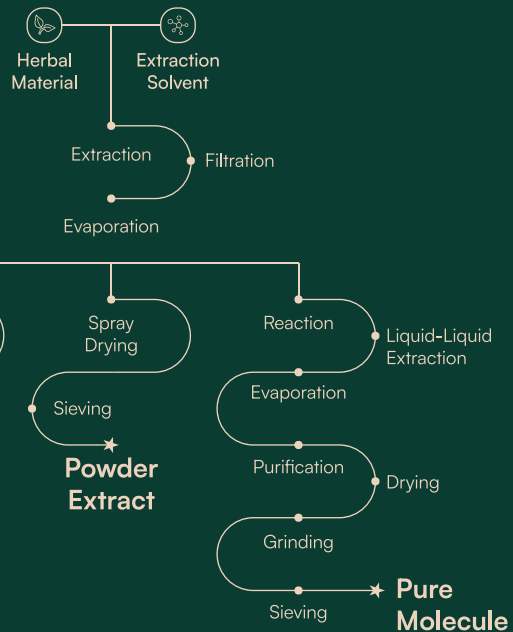 Herbal
Material
Extraction
Solvent
Extraction
Filtration
Evaporation
Spray
Drying
Sieving
Powder
Extract
Reaction
Liquid-Liquid
Extraction
Evaporation
Purification
Drying
Grinding
Sieving
Pure
Molecule